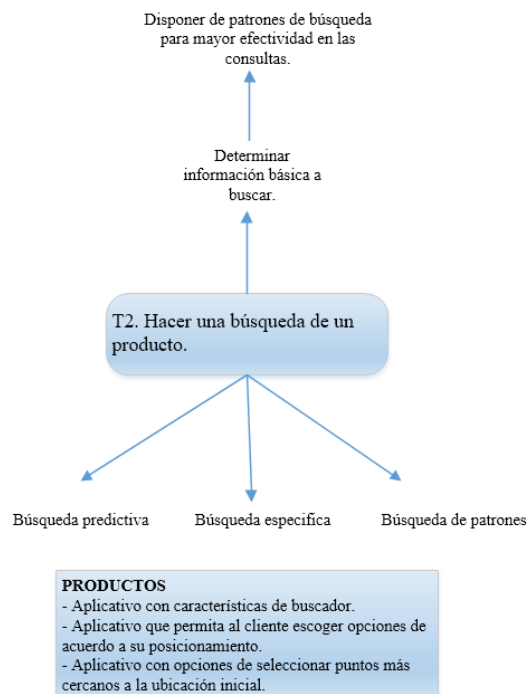 Disponer de patrones de búsqueda
para mayor efectividad en las
consultas.
Determinar
información básica a
buscar.
T2. Hacer una búsqueda de un
producto.
Búsqueda predictiva
Búsqueda especifica
Búsqueda de patrones
PRODUCTOS
- Aplicativo con características de buscador.
- Aplicativo que permita al cliente escoger opciones de
acuerdo a su posicionamiento.
- Aplicativo con opciones de seleccionar puntos más
cercanos a la ubicación inicial.